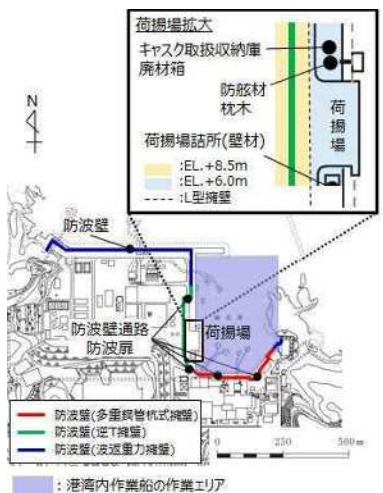 荷揚場拡大
キャスク取扱収納庫
廃材箱
防舷材
枕木
荷揚場
荷揚場詰所(壁材)
:EL.+8.5m
:EL.+6.0m
:L型擁壁
N
防波壁
防波壁通路
防波扉
荷揚場
防波壁(多重鋼管杭式擁壁)
防波壁(逆T擁壁)
防波壁(波返重力擁壁)
0 250 500m
:港湾内作業船の作業エリア